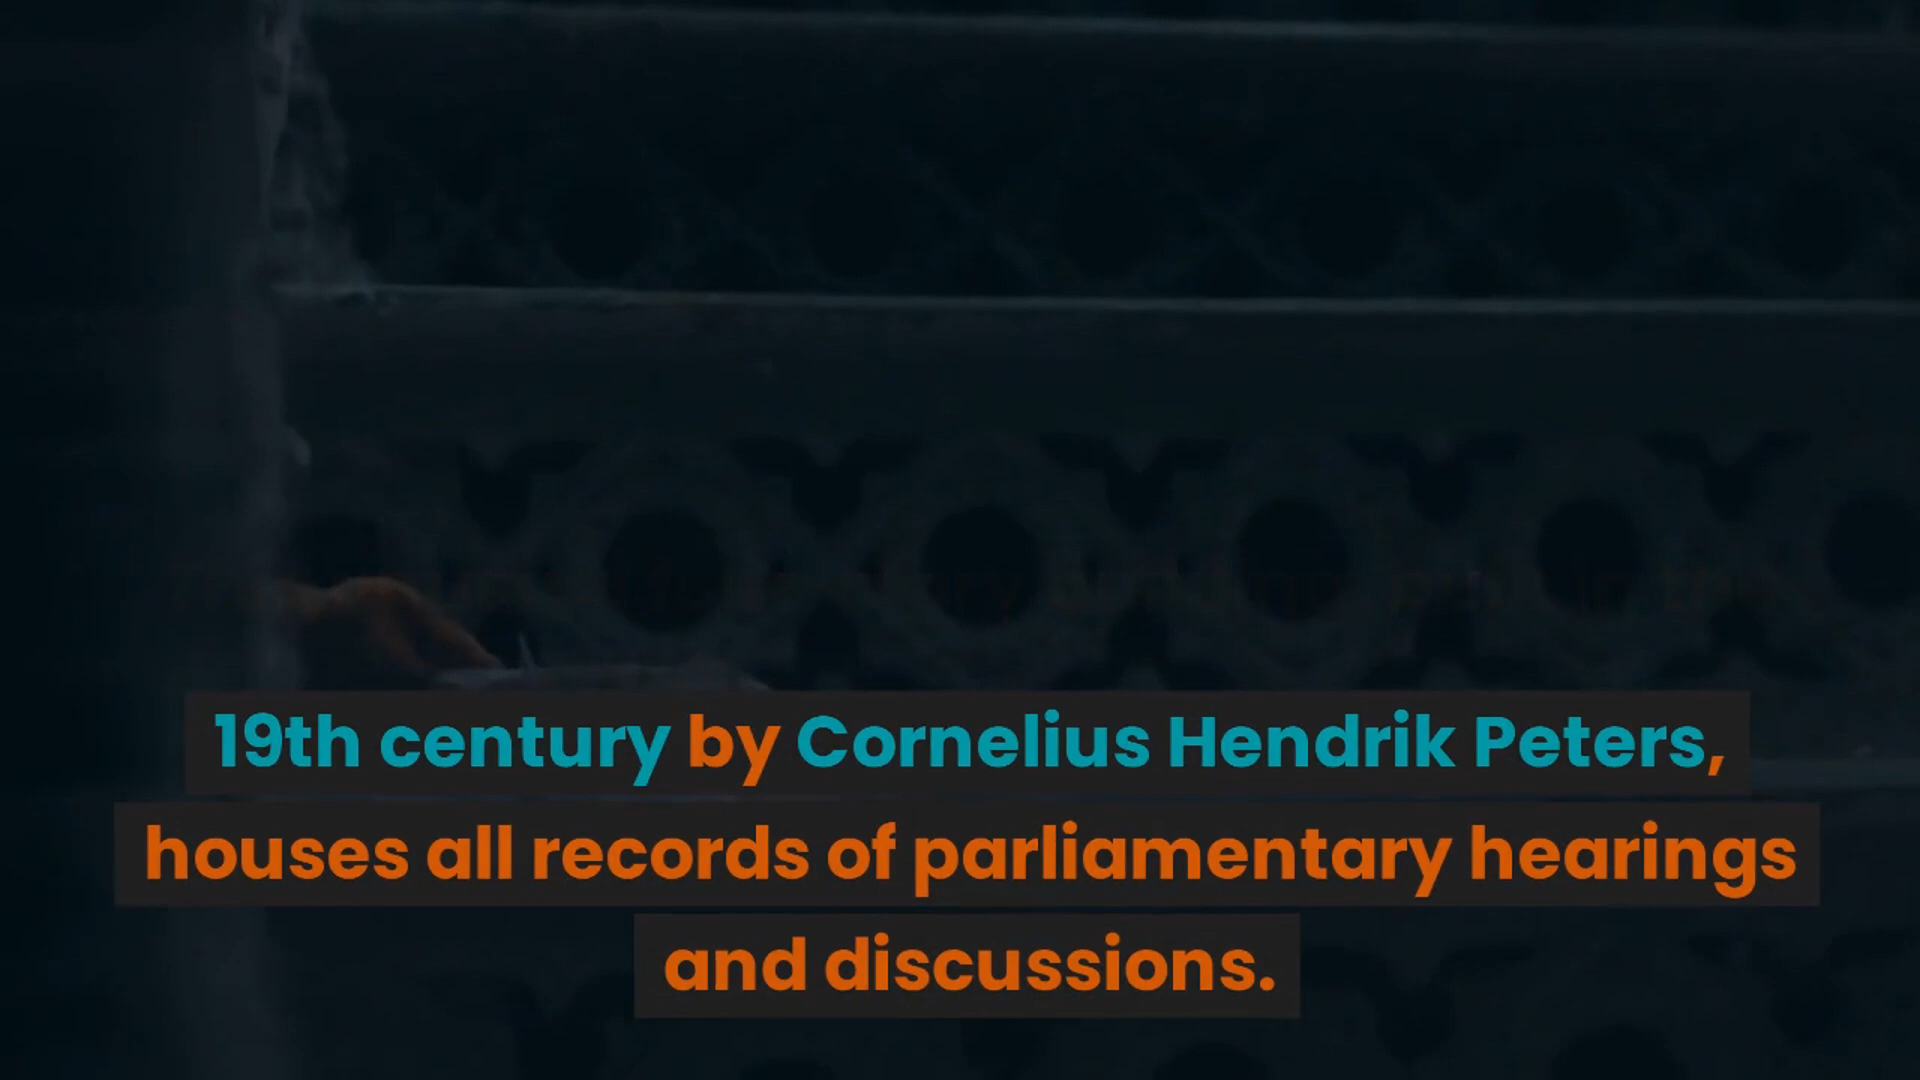 19th century by Cornelius Hendrik Peters,
houses all records of parliamentary hearings
and discussions.